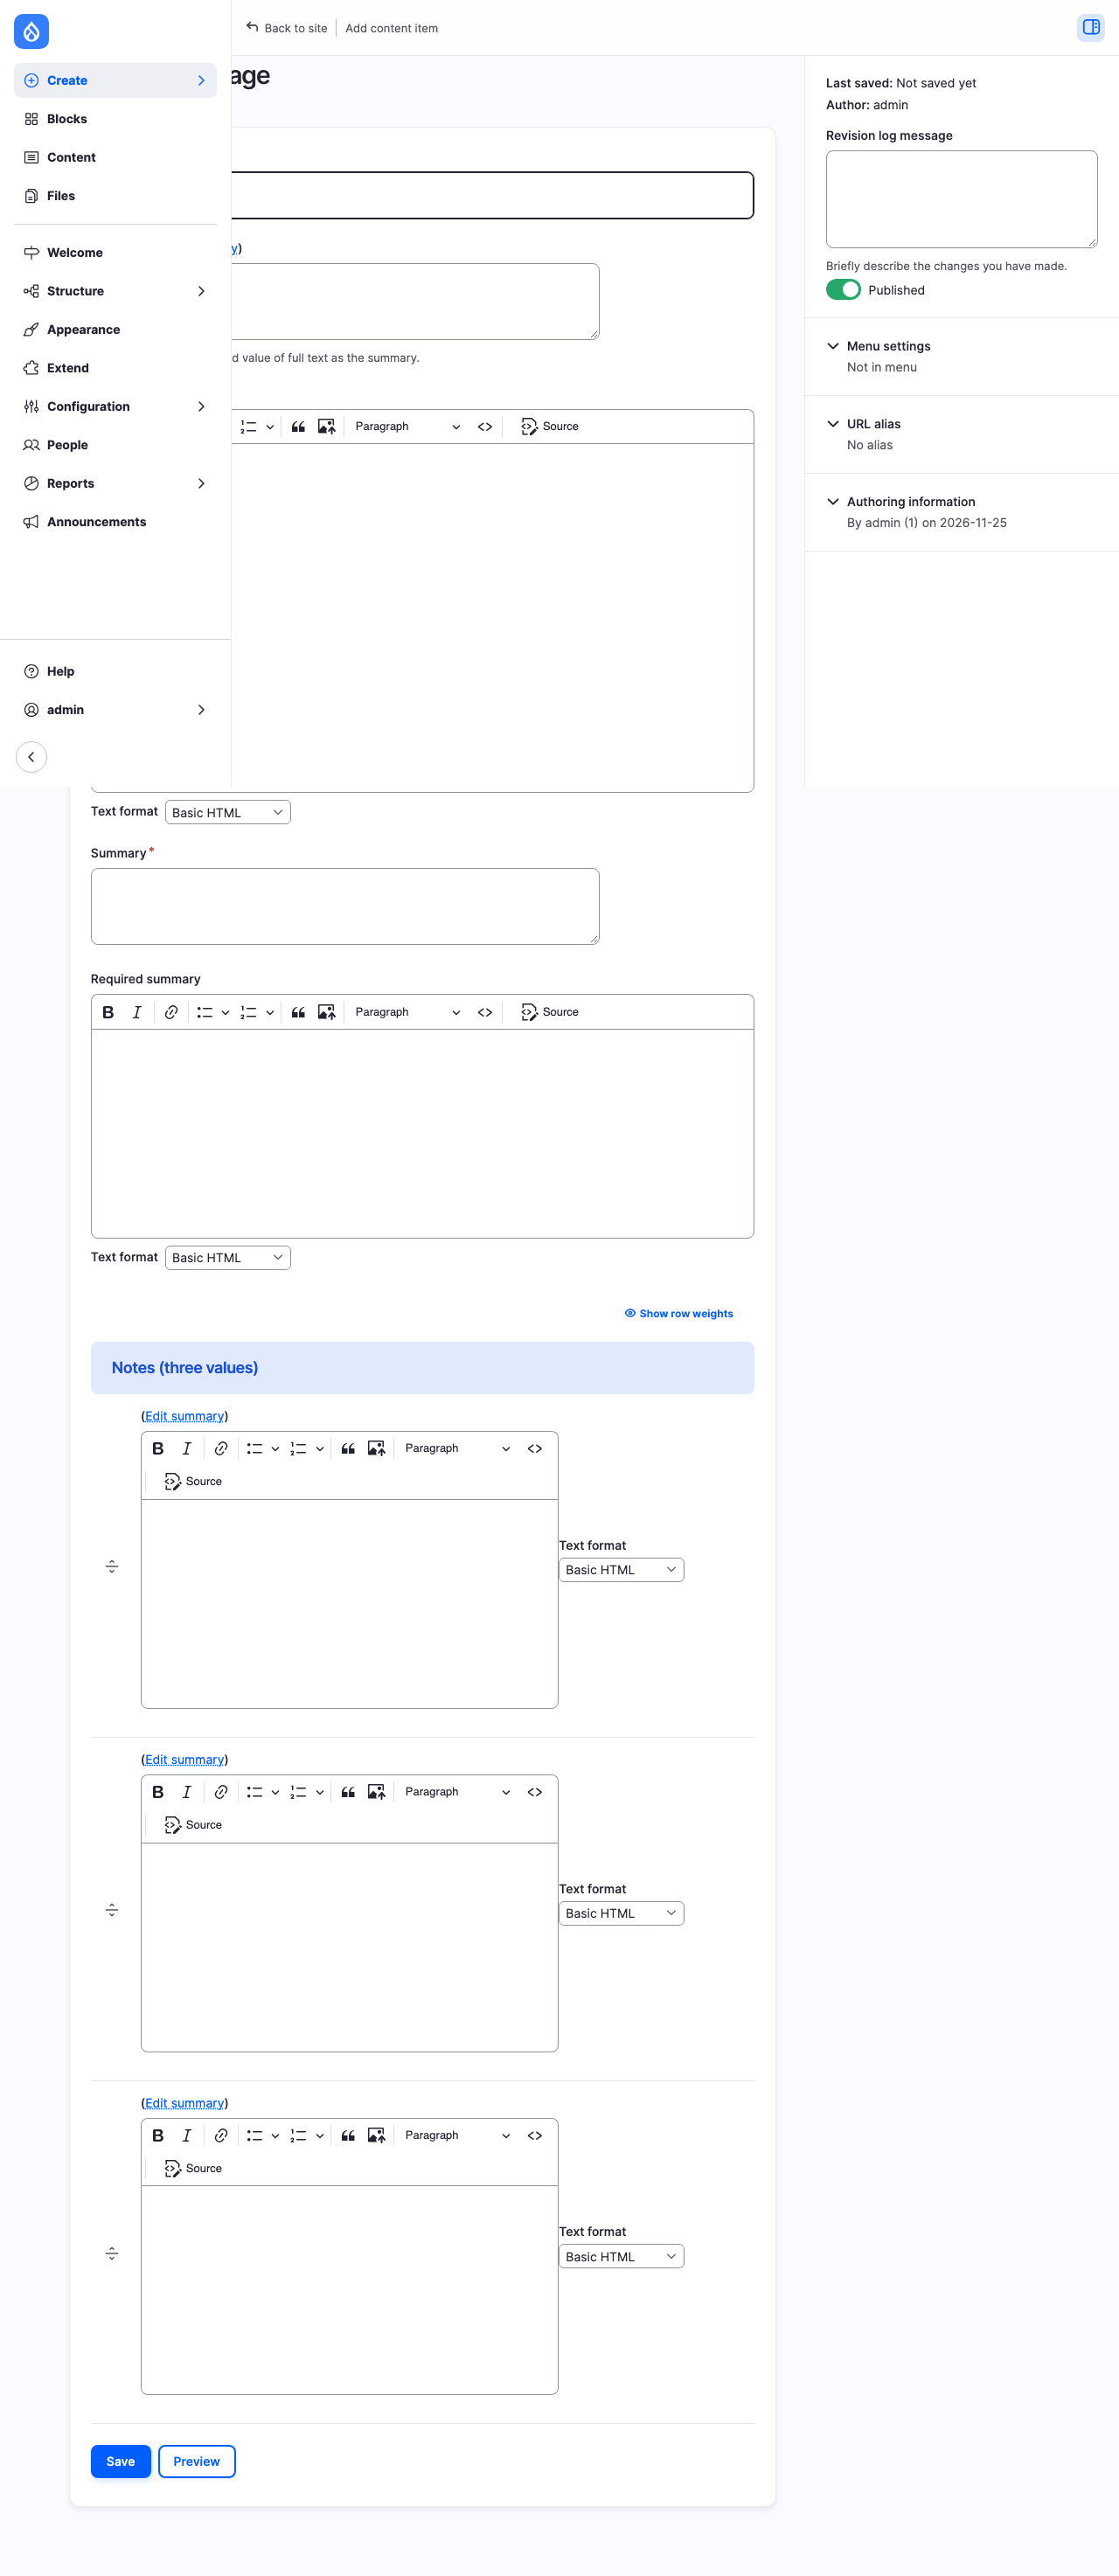 Back to site
Add content item
Create
Blocks
Content
Files
Welcome
Structure
Appearance
Extend
Configuration
People
Reports
Announcements
Help
admin
age
y)
d value of full text as the summary.
Paragraph
Source
Text format
Basic HTML
Summary*
Required summary
Paragraph
Source
Text format
Basic HTML
Show row weights
Notes (three values)
(Edit summary)
Paragraph
Source
Text format
Basic HTML
(Edit summary)
Paragraph
Source
Text format
Basic HTML
(Edit summary)
Paragraph
Source
Text format
Basic HTML
Save
Preview
Last saved: Not saved yet
Author: admin
Revision log message
Briefly describe the changes you have made.
Published
Menu settings
Not in menu
URL alias
No alias
Authoring information
By admin (1) on 2026-11-25